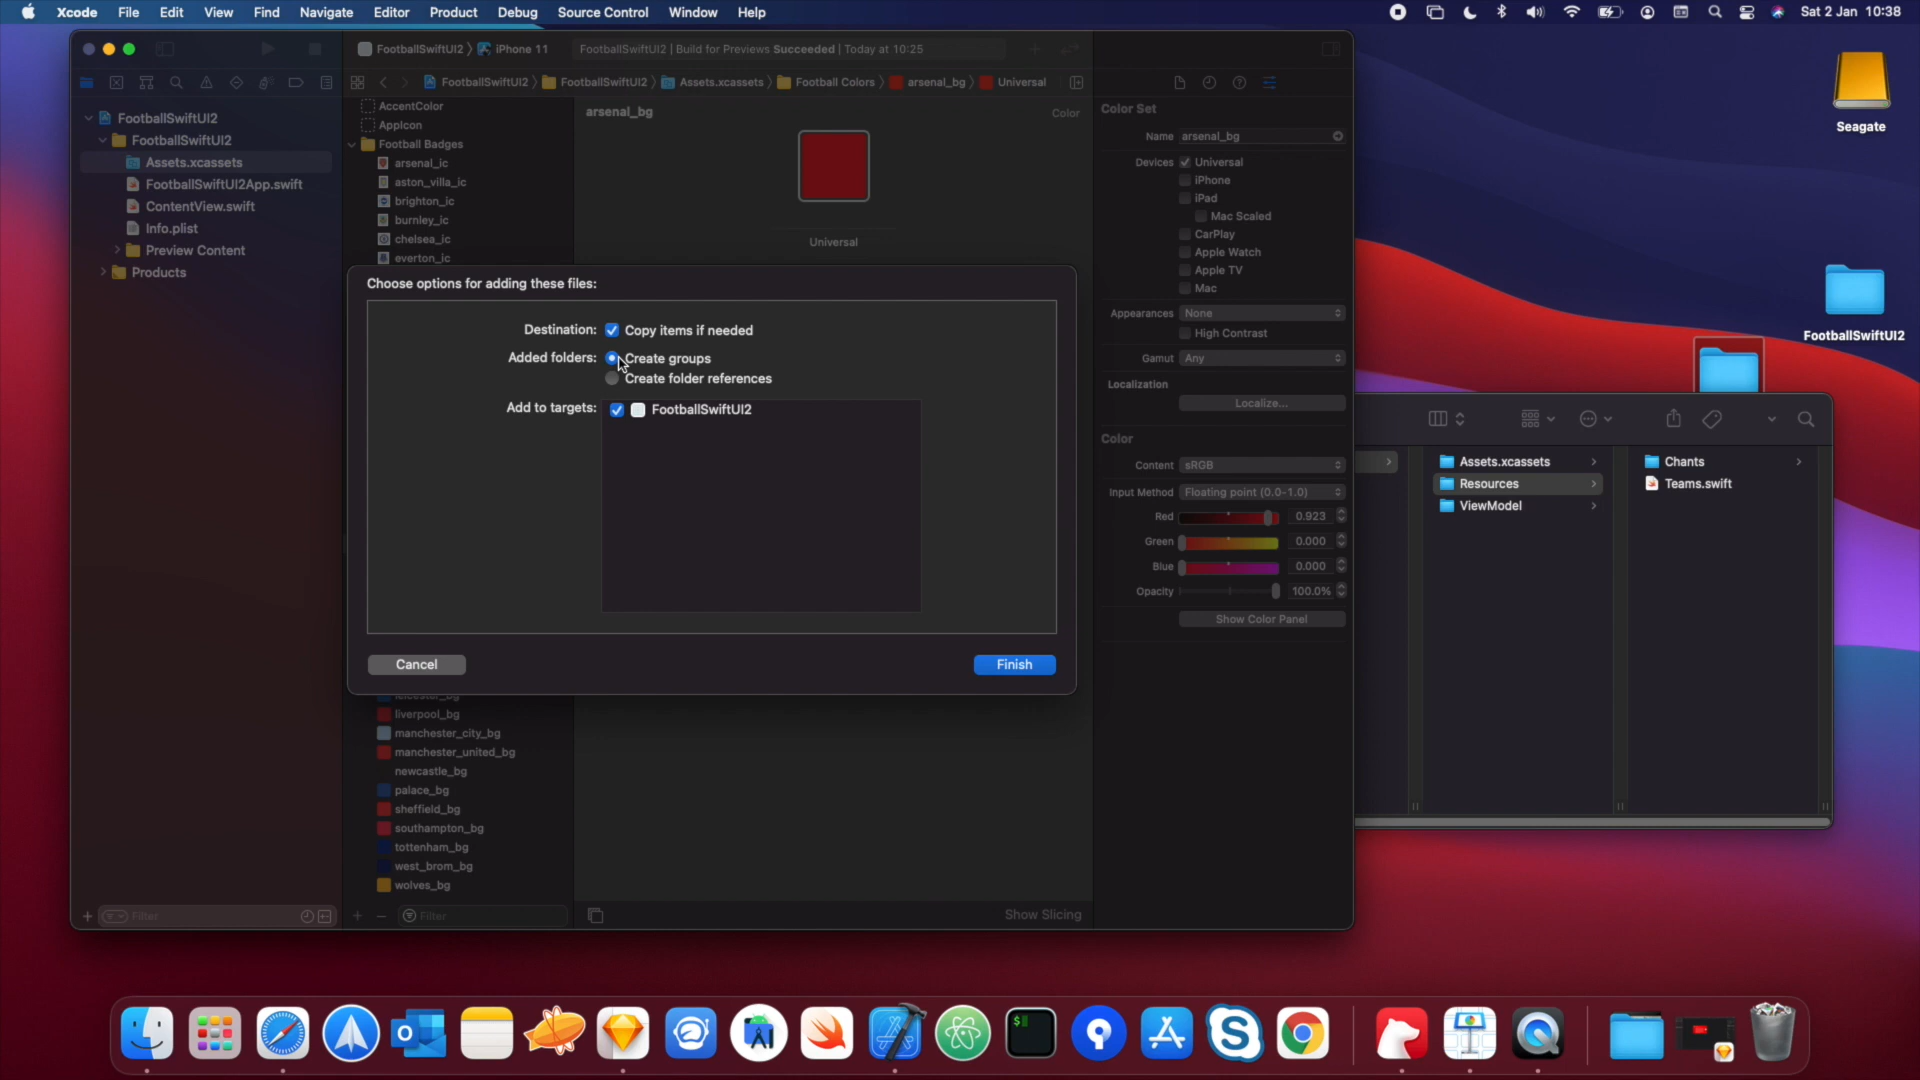 Xcode File Edit View Find Navigate Editor Product Debug Source Control Window Help Sat 2 Jan 10:38
FootballSwiftUI2 iPhone 11 FootballSwiftUI2 | Build for Previews Succeeded | Today at 10:25
FootballSwiftUI2 FootballSwiftUI2 Assets.xcassets Football Colors arsenal_bg Universal
FootballSwiftUI2
FootballSwiftUI2
Assets.xcassets
FootballSwiftUI2App.swift
ContentView.swift
Info.plist
Preview Content
Products
Filter
AccentColor
AppIcon
Football Badges
arsenal_ic
aston_villa_ic
brighton_ic
burnley_ic
chelsea_ic
everton_ic
leicester_bg
liverpool_bg
manchester_city_bg
manchester_united_bg
newcastle_bg
palace_bg
sheffield_bg
southampton_bg
tottenham_bg
west_brom_bg
wolves_bg
Filter
arsenal_bg
Color
Universal
Show Slicing
Choose options for adding these files:
Destination: Copy items if needed
Added folders: Create groups
Create folder references
Add to targets: FootballSwiftUI2
Cancel
Finish
Color Set
Name arsenal_bg
Devices Universal
iPhone
iPad
Mac Scaled
CarPlay
Apple Watch
Apple TV
Mac
Appearances None
High Contrast
Gamut Any
Localization
Localize...
Color
Content sRGB
Input Method Floating point (0.0-1.0)
Red 0.923
Green 0.000
Blue 0.000
Opacity 100.0%
Show Color Panel
Seagate
FootballSwiftUI2
Assets.xcassets
Resources
ViewModel
Chants
Teams.swift